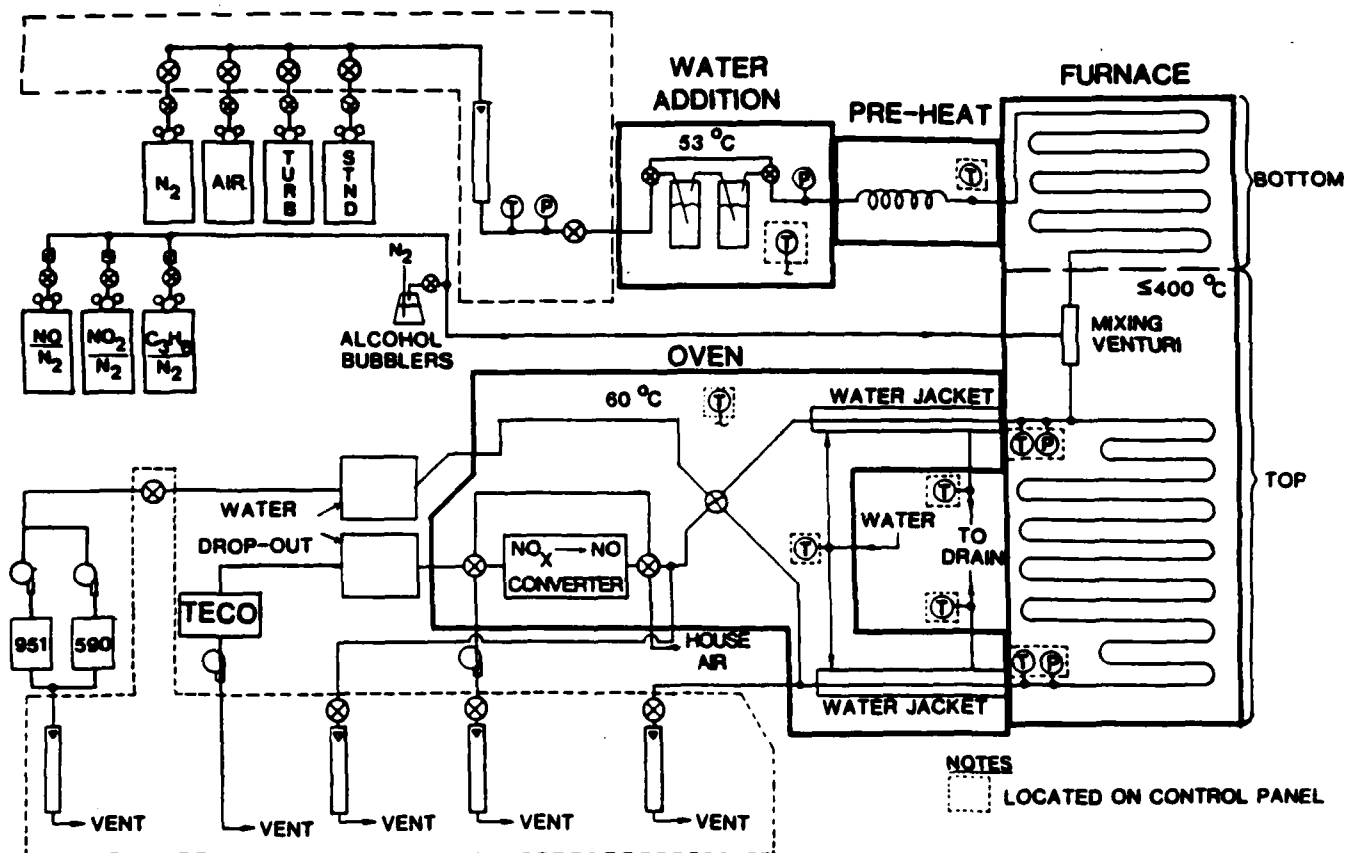 WATER
ADDITION
PRE-HEAT
FURNACE
53 °C
P
T
T
P
T
N2
AIR
TURB
STND
BOTTOM
≤400 °C
N2
MIXING
VENTURI
ALCOHOL
BUBBLERS
NO
N2
NO2
N2
N2
OVEN
60 °C
T
WATER JACKET
T
P
TOP
WATER
DROP-OUT
NOX → NO
CONVERTER
T
WATER
TO
DRAIN
T
T
TECO
951
590
HOUSE
AIR
T
P
WATER JACKET
NOTES
LOCATED ON CONTROL PANEL
VENT
VENT
VENT
VENT
VENT